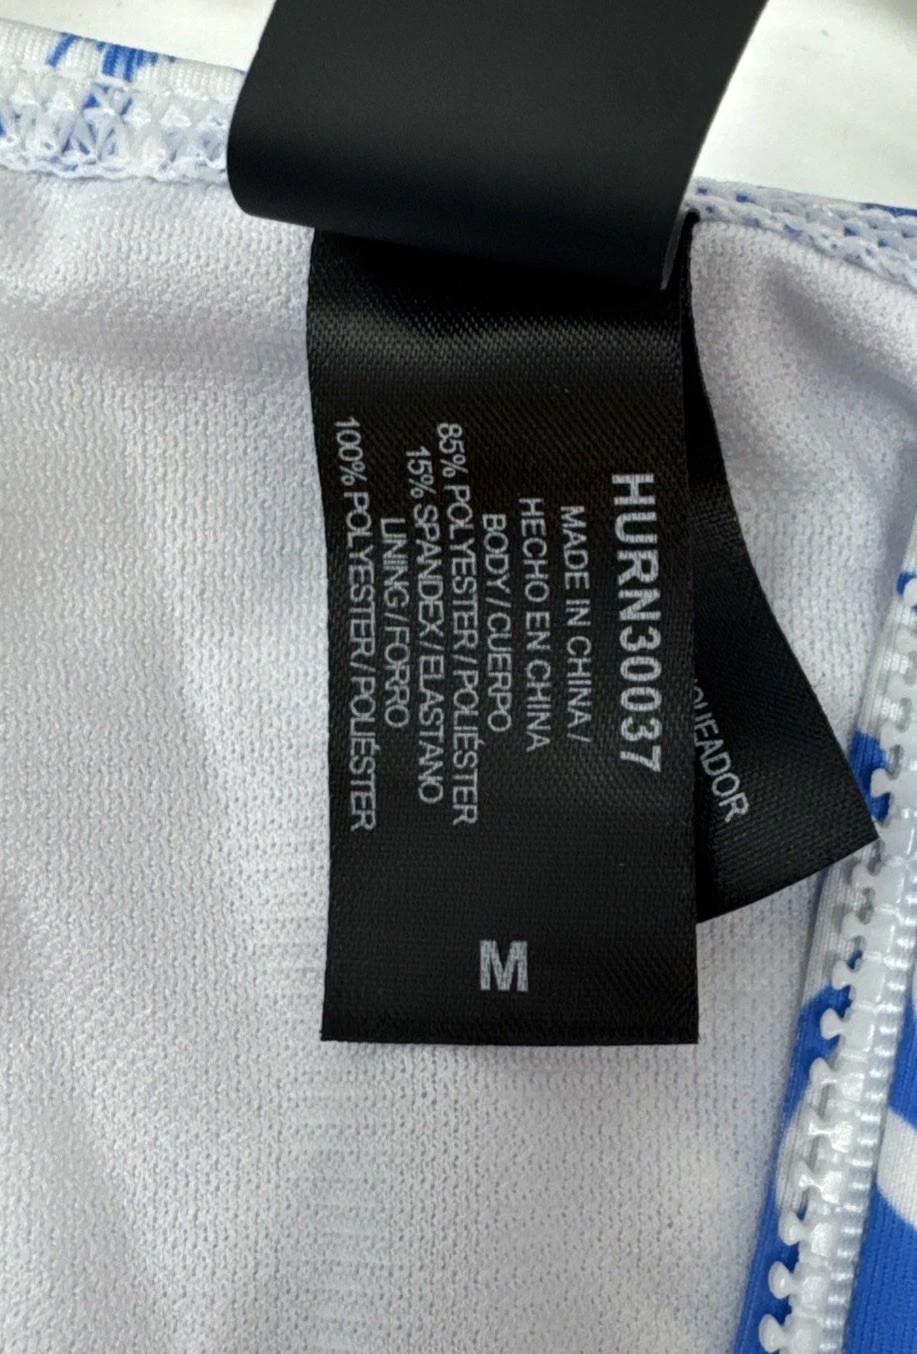 HURN30037
MADE IN CHINA /
HECHO EN CHINA
BODY / CUERPO
85% POLYESTER / POLIÉSTER
15% SPANDEX / ELASTANO
LINING / FORRO
100% POLYESTER / POLIÉSTER
M